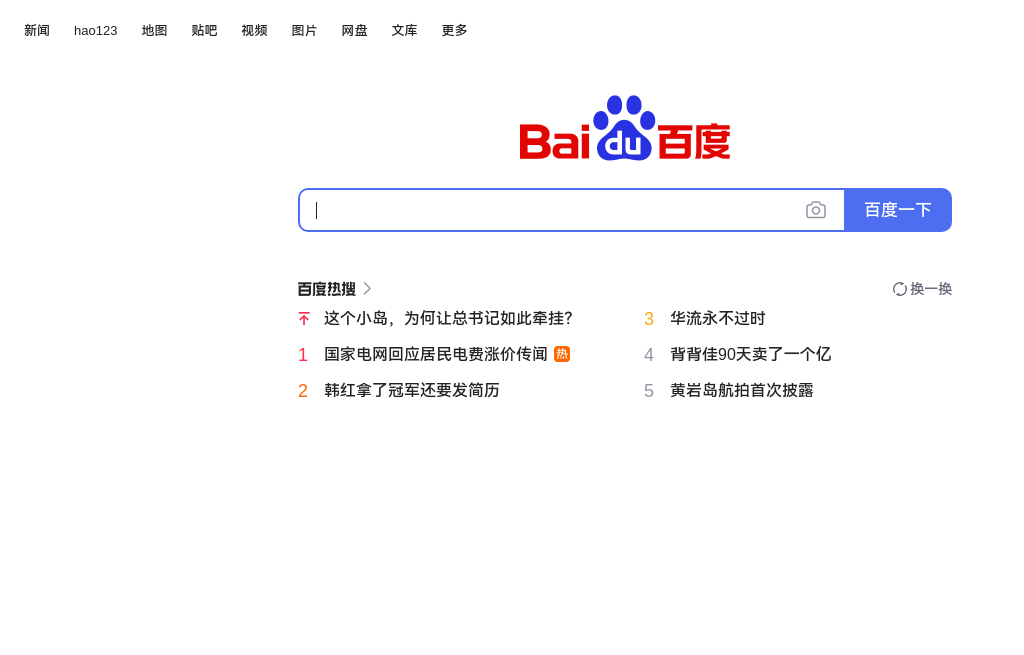 新闻 hao123 地图 贴吧 视频 图片 网盘 文库 更多
Bai du 百度
百度一下
百度热搜 换一换
这个小岛，为何让总书记如此牵挂？
1 国家电网回应居民电费涨价传闻 热
2 韩红拿了冠军还要发简历
3 华流永不过时
4 背背佳90天卖了一个亿
5 黄岩岛航拍首次披露